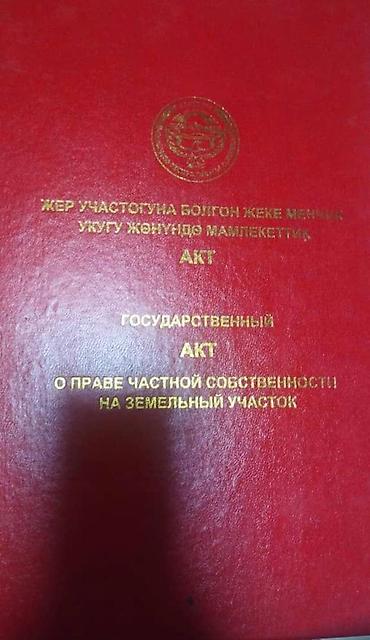 ЖЕР УЧАСТОГУНА БОЛГОН ЖЕКЕ МЕНЧИК
УКУГУ ЖӨНҮНДӨ МАМЛЕКЕТТИК
АКТ
ГОСУДАРСТВЕННЫЙ
АКТ
О ПРАВЕ ЧАСТНОЙ СОБСТВЕННОСТИ
НА ЗЕМЕЛЬНЫЙ УЧАСТОК